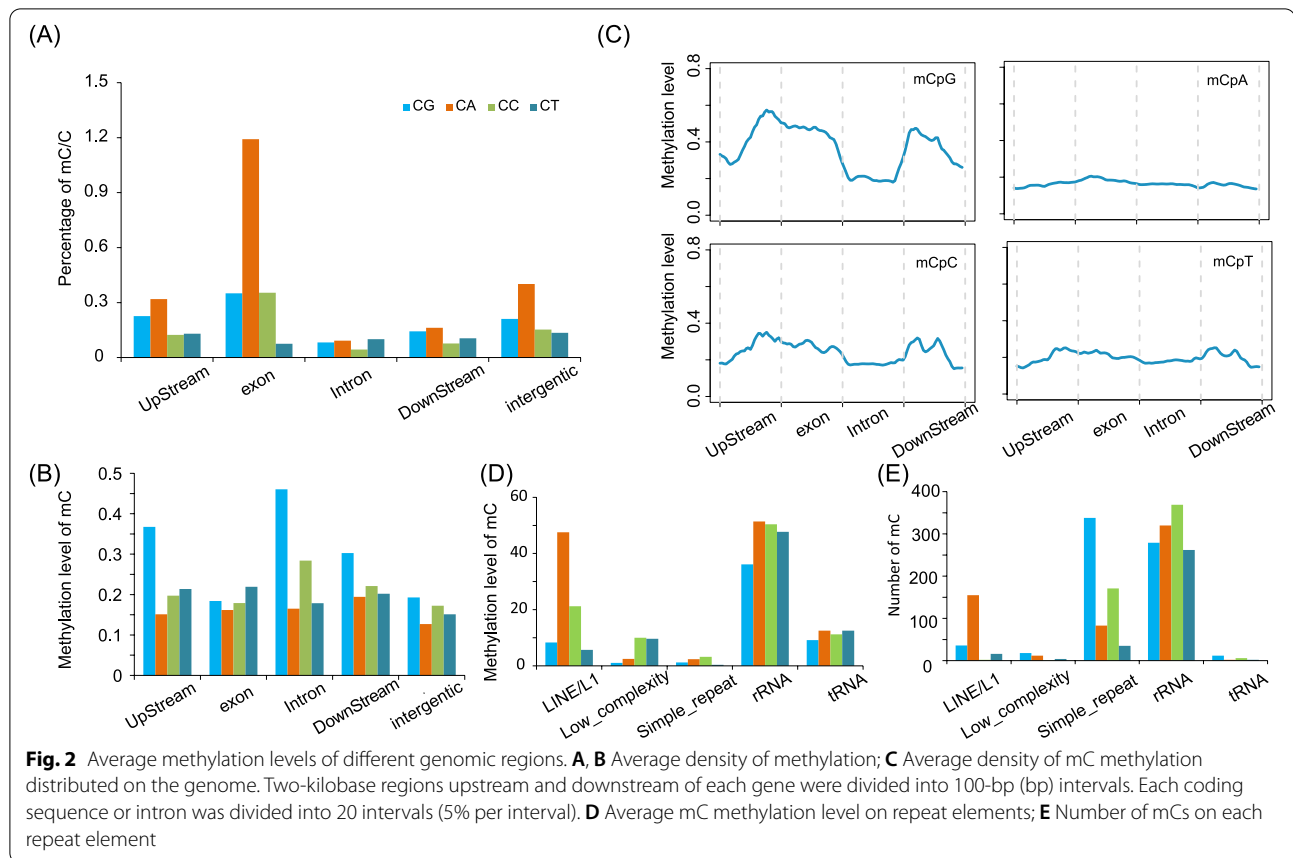 (A)
Percentage of mC/C
1.5
1.2
0.9
0.6
0.3
0
CG CA CC CT
UpStream exon Intron DownStream intergentic
(B)
Methylation level of mC
0.5
0.4
0.3
0.2
0.1
0
UpStream exon Intron DownStream intergentic
(C)
Methylation level
0.8
0.4
0.0
mCpG
mCpA
Methylation level
0.8
0.4
0.0
mCpC
mCpT
UpStream exon Intron DownStream
UpStream exon Intron DownStream
(D)
Methylation level of mC
60
40
20
0
LINE/L1 Low_complexity Simple_repeat rRNA tRNA
(E)
Number of mC
400
300
200
300
100
0
LINE/L1 Low_complexity Simple_repeat rRNA tRNA
Fig. 2 Average methylation levels of different genomic regions. A, B Average density of methylation; C Average density of mC methylation
distributed on the genome. Two-kilobase regions upstream and downstream of each gene were divided into 100-bp (bp) intervals. Each coding
sequence or intron was divided into 20 intervals (5% per interval). D Average mC methylation level on repeat elements; E Number of mCs on each
repeat element